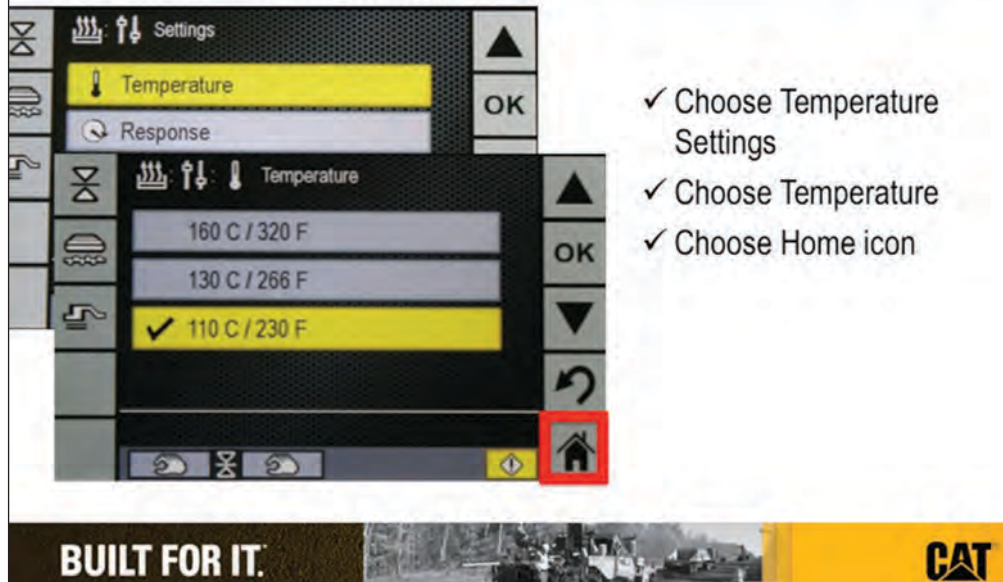 Settings
Temperature
OK
Response
Temperature
160 C / 320 F
OK
130 C / 266 F
110 C / 230 F
✓ Choose Temperature
Settings
✓ Choose Temperature
✓ Choose Home icon
BUILT FOR IT.
CAT